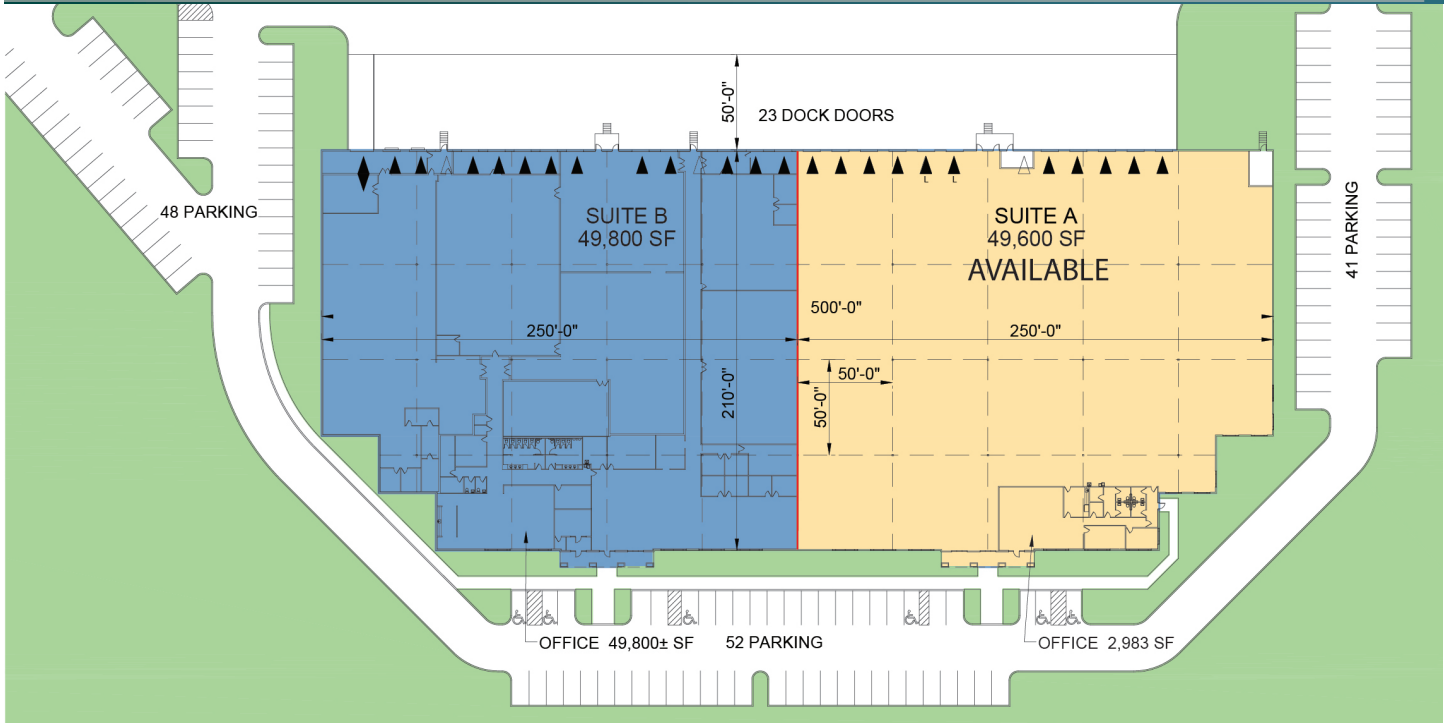 50'-0"
23 DOCK DOORS
L
L
48 PARKING
SUITE B
49,800 SF
SUITE A
49,600 SF
AVAILABLE
41 PARKING
500'-0"
250'-0"
250'-0"
210'-0"
50'-0"
50'-0"
OFFICE 49,800± SF
52 PARKING
OFFICE 2,983 SF